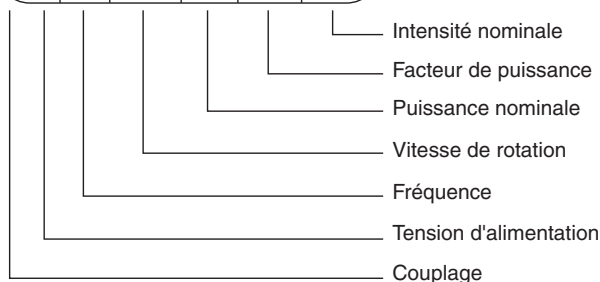 Intensité nominale
Facteur de puissance
Puissance nominale
Vitesse de rotation
Fréquence
Tension d'alimentation
Couplage